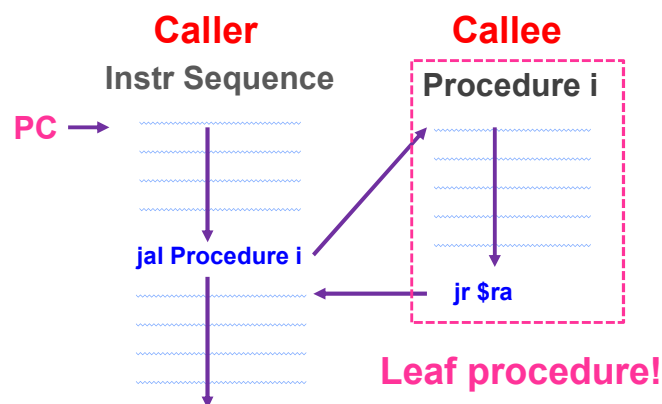 Caller
Instr Sequence
PC
jal Procedure i
Callee
Procedure i
jr $ra
Leaf procedure!